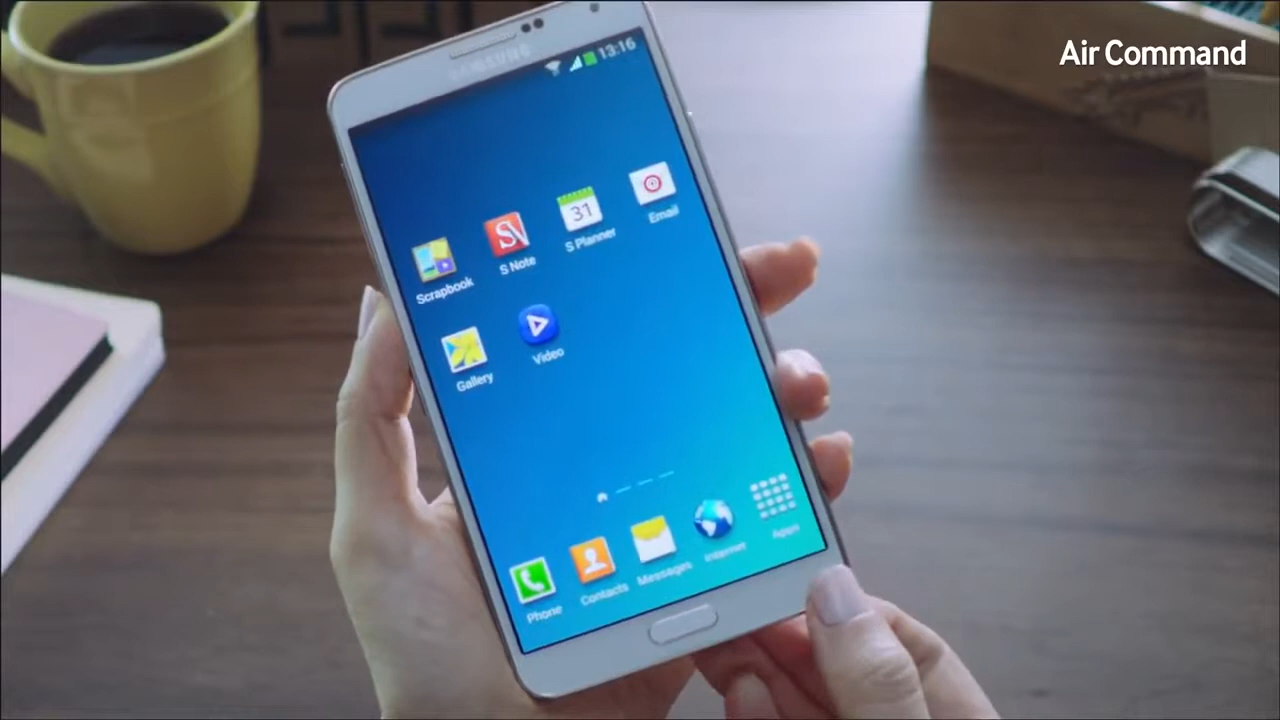 Air Command
SAMSUNG
13:16
Scrapbook
S Note
S Planner
31
Email
Gallery
Video
Phone
Contacts
Messages
Internet
Apps